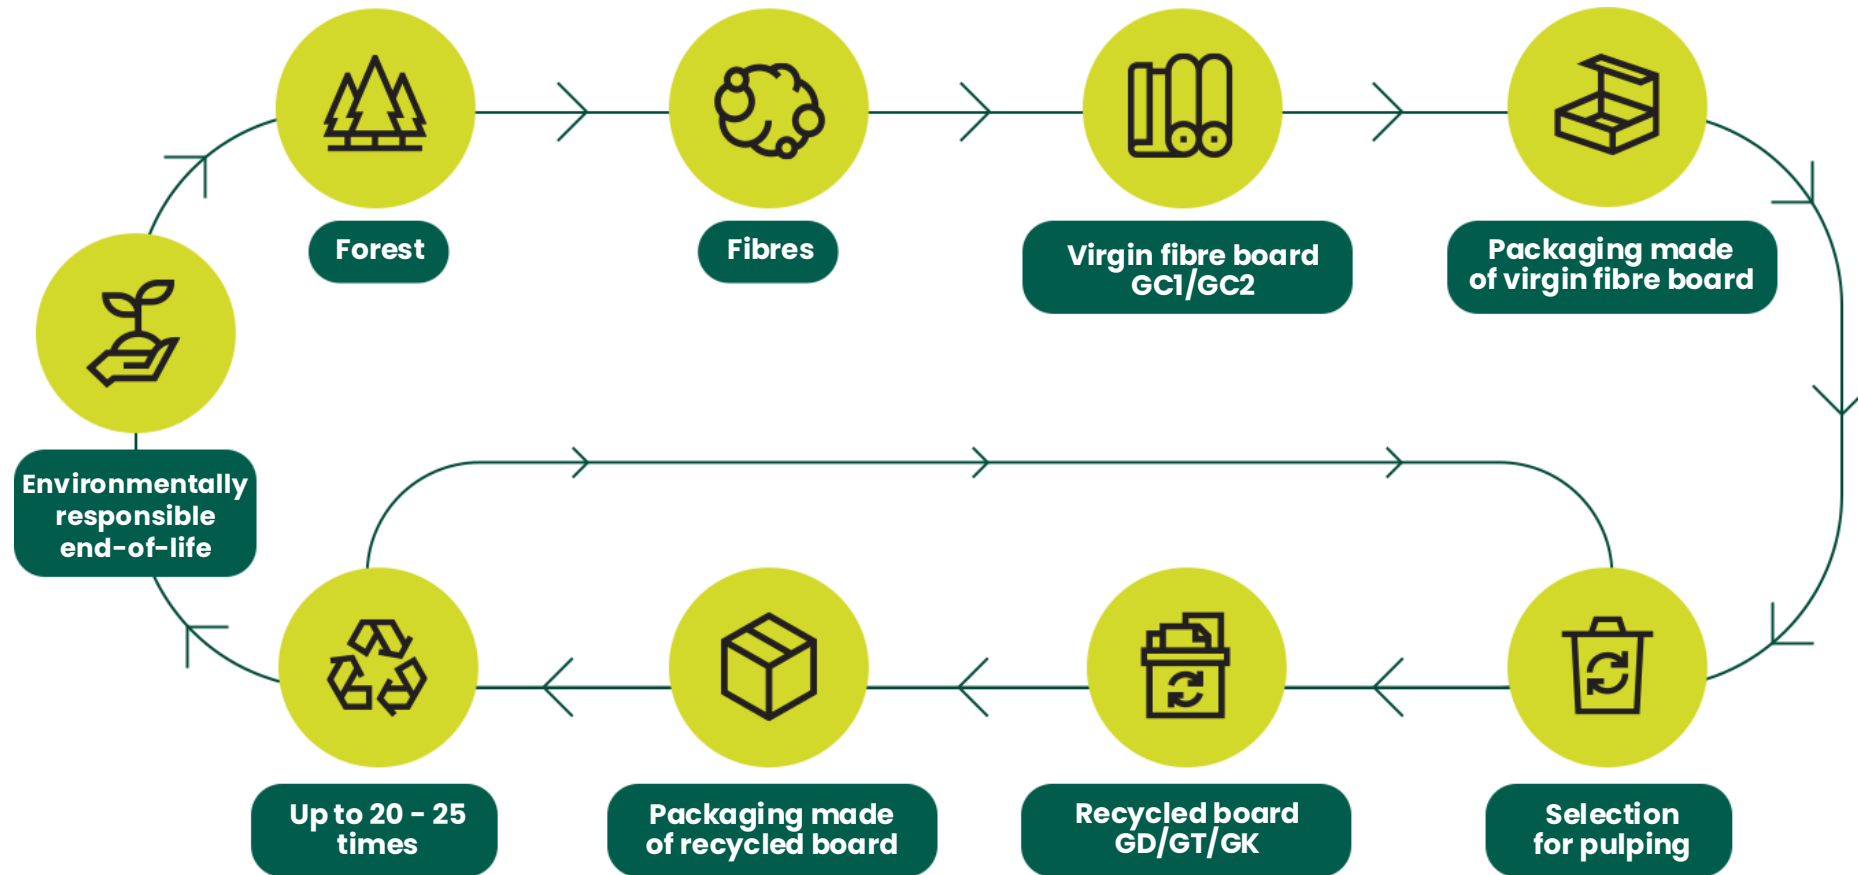 Forest
Fibres
Virgin fibre board
GC1/GC2
Packaging made
of virgin fibre board
Environmentally
responsible
end-of-life
Up to 20 - 25
times
Packaging made
of recycled board
Recycled board
GD/GT/GK
Selection
for pulping